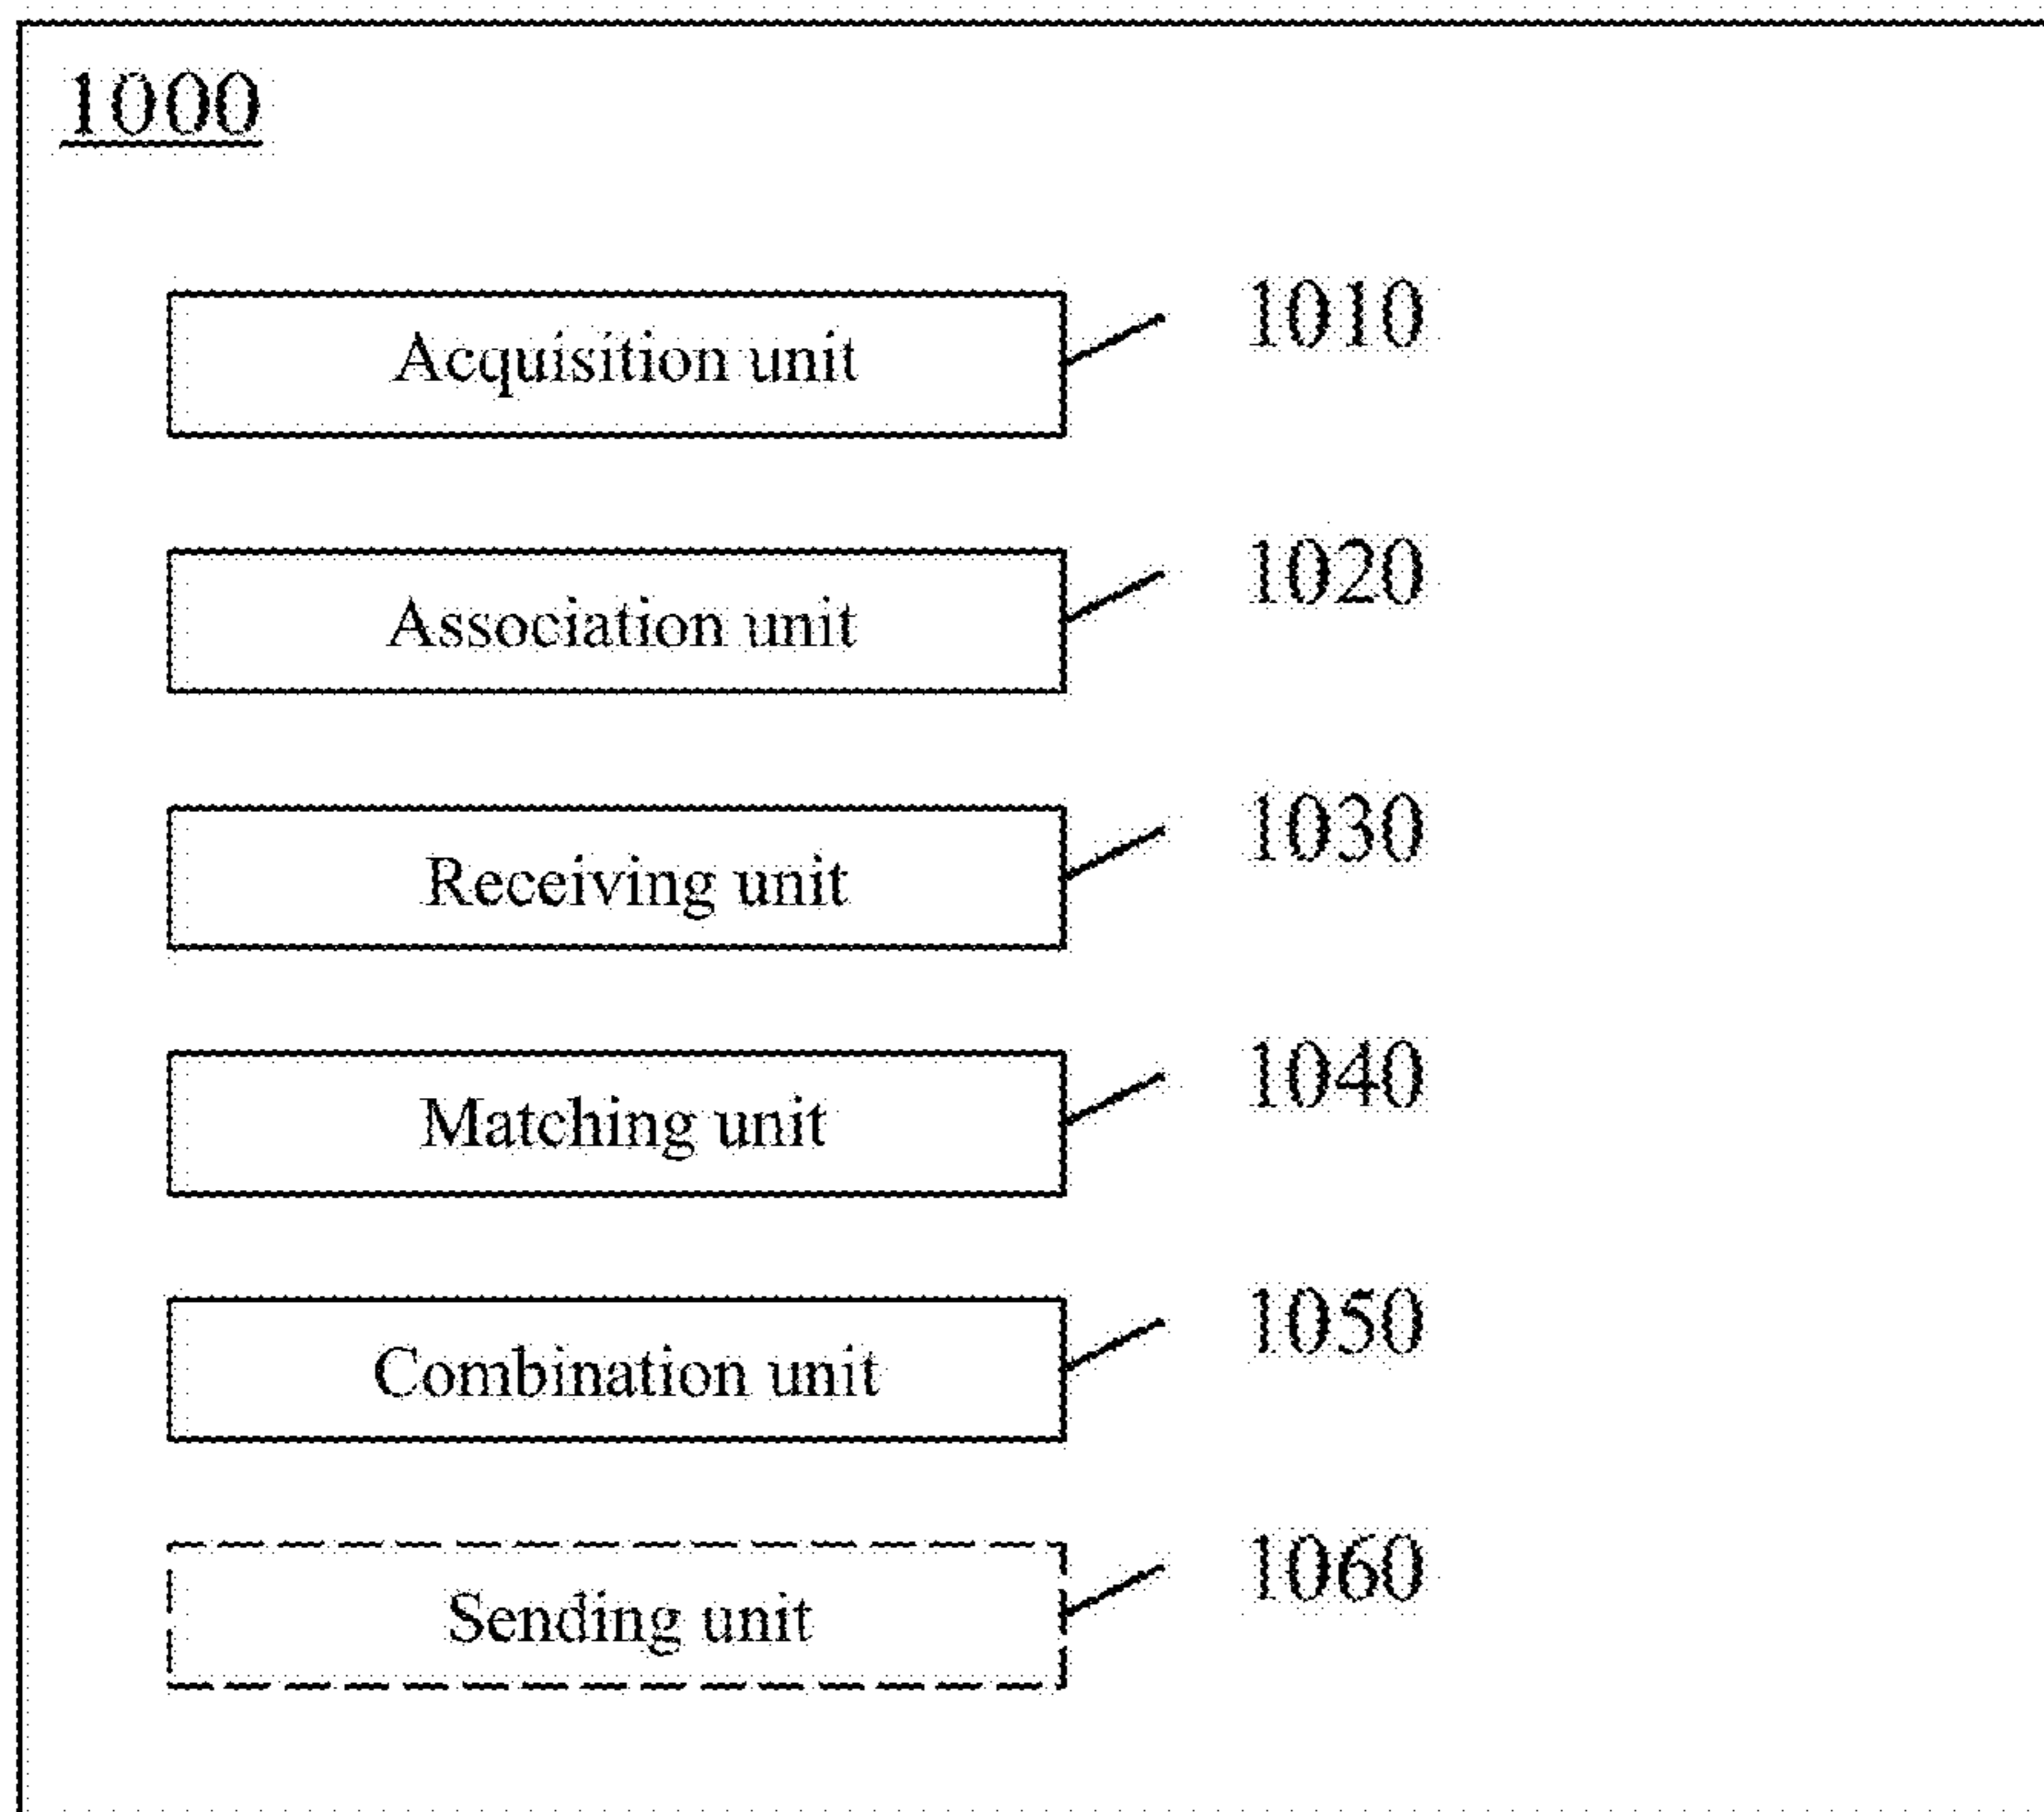 1000
Acquisition unit 1010
Association unit 1020
Receiving unit 1030
Matching unit 1040
Combination unit 1050
Sending unit 1060